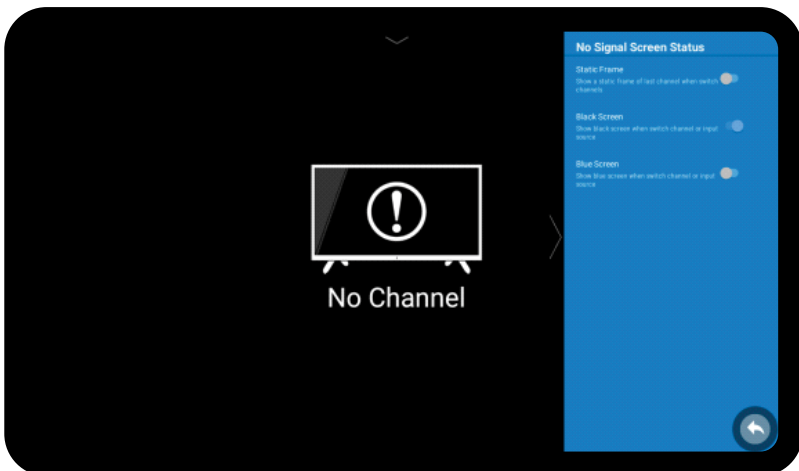 No Signal Screen Status
Static Frame
Show a static frame of last channel when switch
channels
Black Screen
Show black screen when switch channel or input
source
Blue Screen
Show blue screen when switch channel or input
source
No Channel